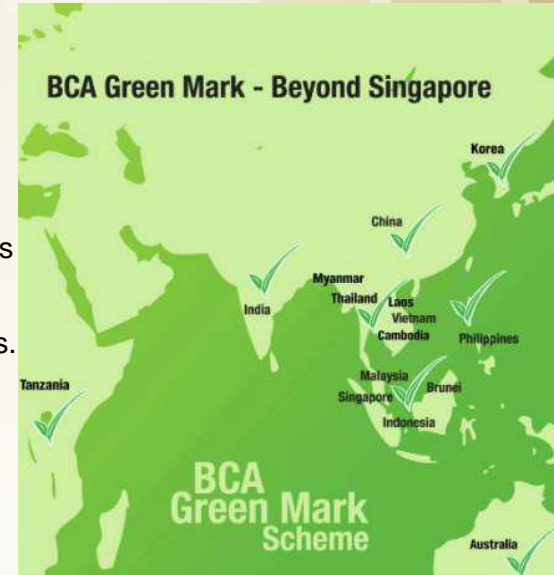 BCA Green Mark - Beyond Singapore
Korea
China
s
Myanmar
India
Thailand
Laos
Vietnam
Cambodia
Philippines
s.
Tanzania
Malaysia
Brunei
Singapore
Indonesia
BCA
Green Mark
Scheme
Australia